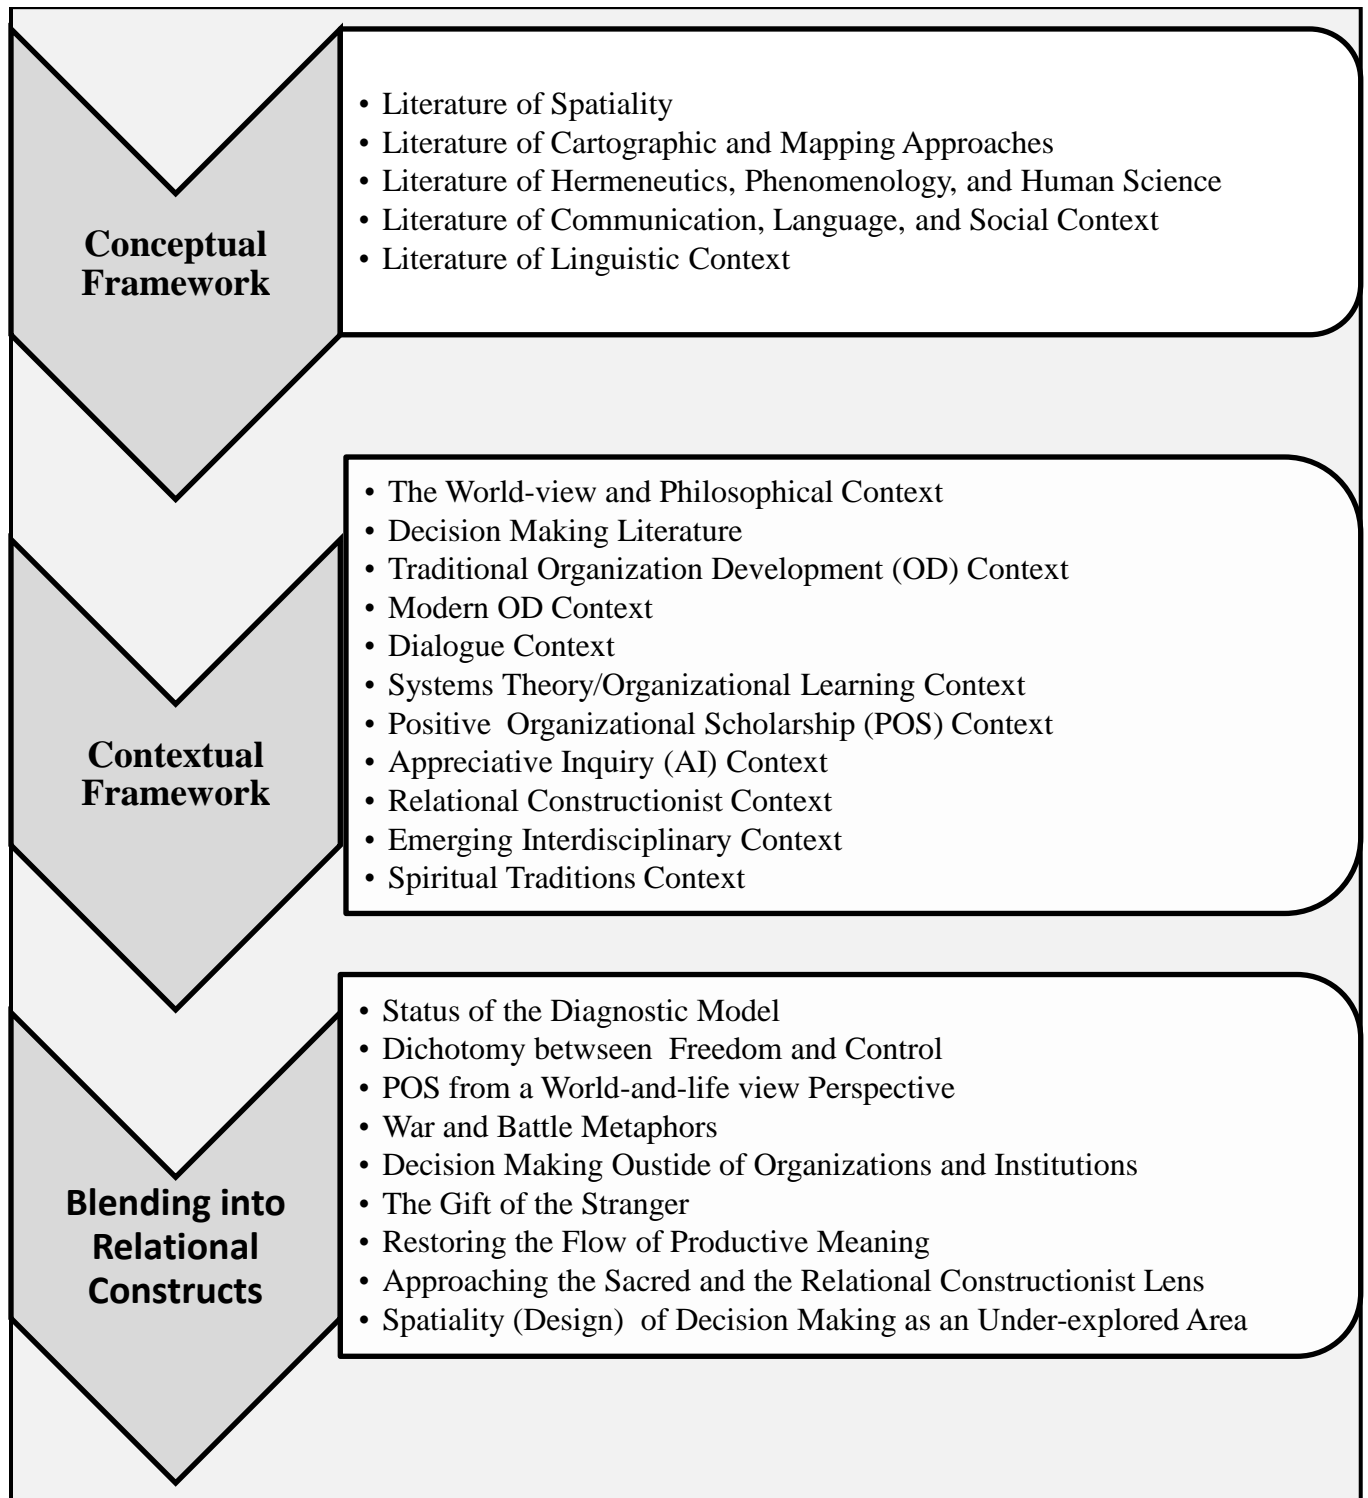 Conceptual
Framework
• Literature of Spatiality
• Literature of Cartographic and Mapping Approaches
• Literature of Hermeneutics, Phenomenology, and Human Science
• Literature of Communication, Language, and Social Context
• Literature of Linguistic Context
Contextual
Framework
• The World-view and Philosophical Context
• Decision Making Literature
• Traditional Organization Development (OD) Context
• Modern OD Context
• Dialogue Context
• Systems Theory/Organizational Learning Context
• Positive  Organizational Scholarship (POS) Context
• Appreciative Inquiry (AI) Context
• Relational Constructionist Context
• Emerging Interdisciplinary Context
• Spiritual Traditions Context
Blending into
Relational
Constructs
• Status of the Diagnostic Model
• Dichotomy betwseen  Freedom and Control
• POS from a World-and-life view Perspective
• War and Battle Metaphors
• Decision Making Oustide of Organizations and Institutions
• The Gift of the Stranger
• Restoring the Flow of Productive Meaning
• Approaching the Sacred and the Relational Constructionist Lens
• Spatiality (Design)  of Decision Making as an Under-explored Area